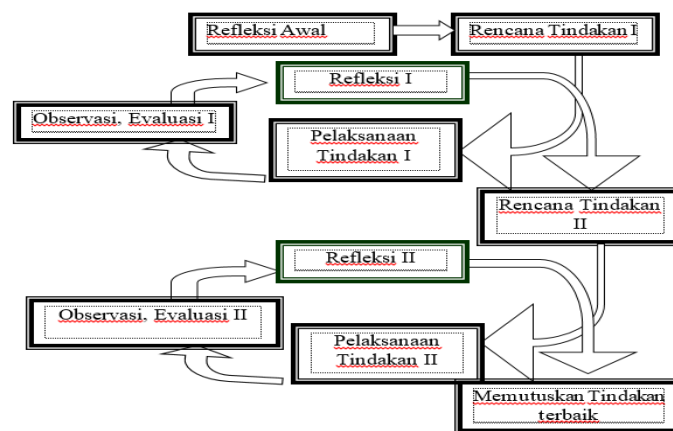 Refleksi Awal
Rencana Tindakan I
Refleksi I
Observasi, Evaluasi I
Pelaksanaan
Tindakan I
Rencana Tindakan
II
Refleksi II
Observasi, Evaluasi II
Pelaksanaan
Tindakan II
Memutuskan Tindakan
terbaik